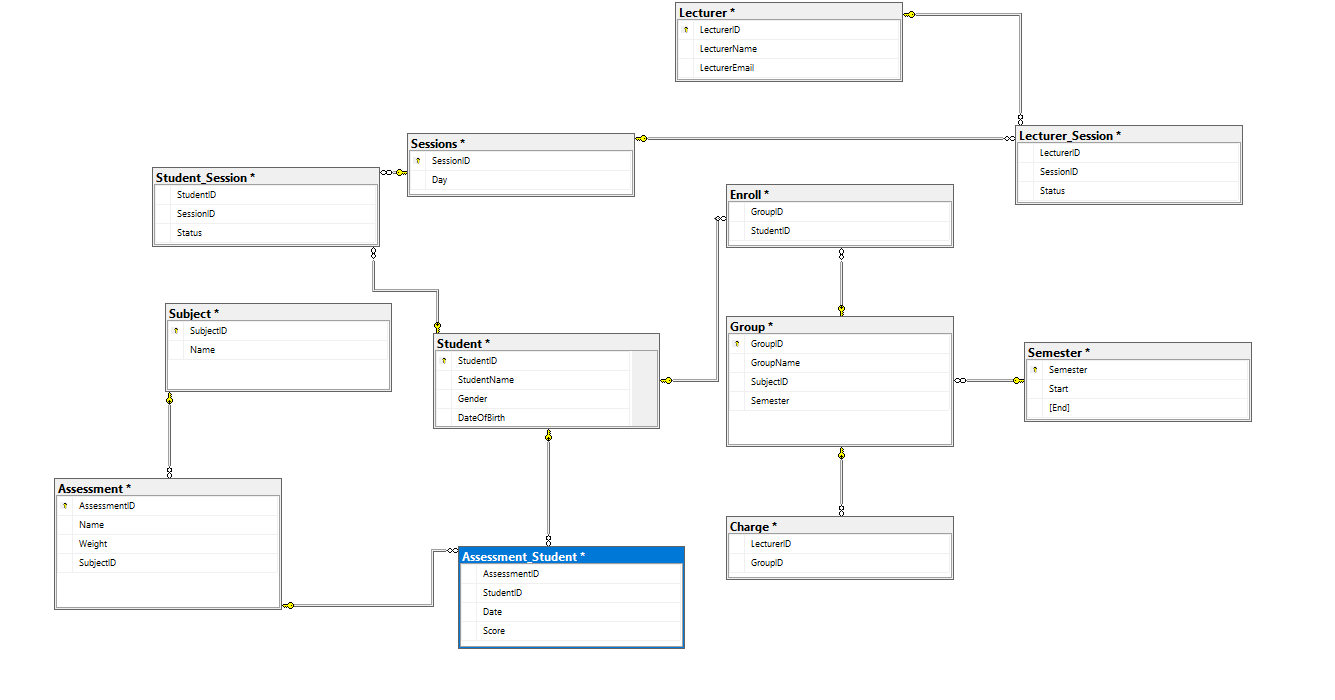 Lecturer *
LecturerID
LecturerName
LecturerEmail
Lecturer_Session *
LecturerID
SessionID
Status
Sessions *
SessionID
Day
Student_Session *
StudentID
SessionID
Status
Enroll *
GroupID
StudentID
Subject *
SubjectID
Name
Student *
StudentID
StudentName
Gender
DateOfBirth
Group *
GroupID
GroupName
SubjectID
Semester
Semester *
Semester
Start
[End]
Assessment *
AssessmentID
Name
Weight
SubjectID
Assessment_Student *
AssessmentID
StudentID
Date
Score
Charge *
LecturerID
GroupID